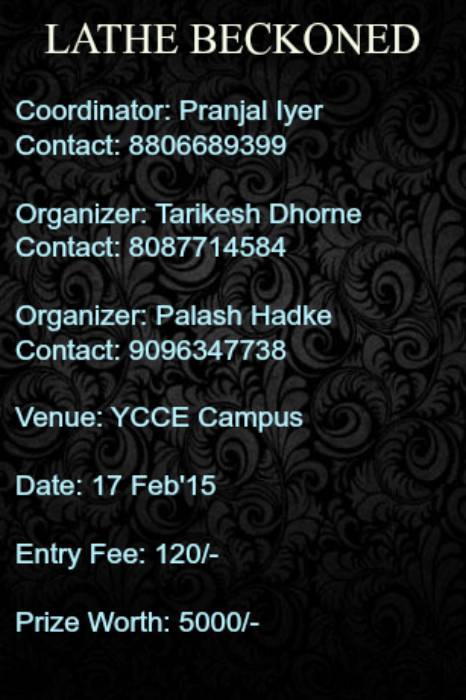 LATHE BECKONED
Coordinator: Pranjal Iyer
Contact: 8806689399
Organizer: Tarikesh Dhorne
Contact: 8087714584
Organizer: Palash Hadke
Contact: 9096347738
Venue: YCCE Campus
Date: 17 Feb'15
Entry Fee: 120/-
Prize Worth: 5000/-